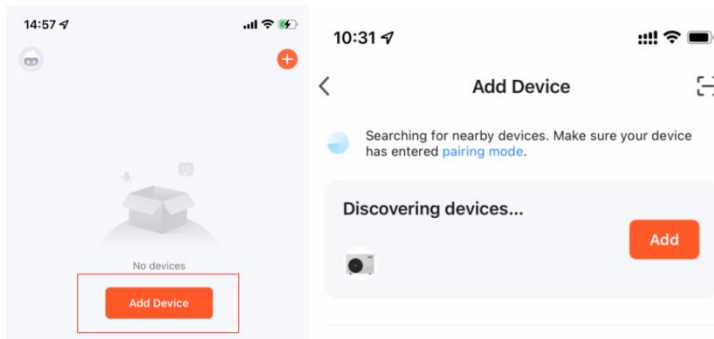 14:57
No devices
Add Device
10:31
Add Device
Searching for nearby devices. Make sure your device
has entered pairing mode.
Discovering devices...
Add